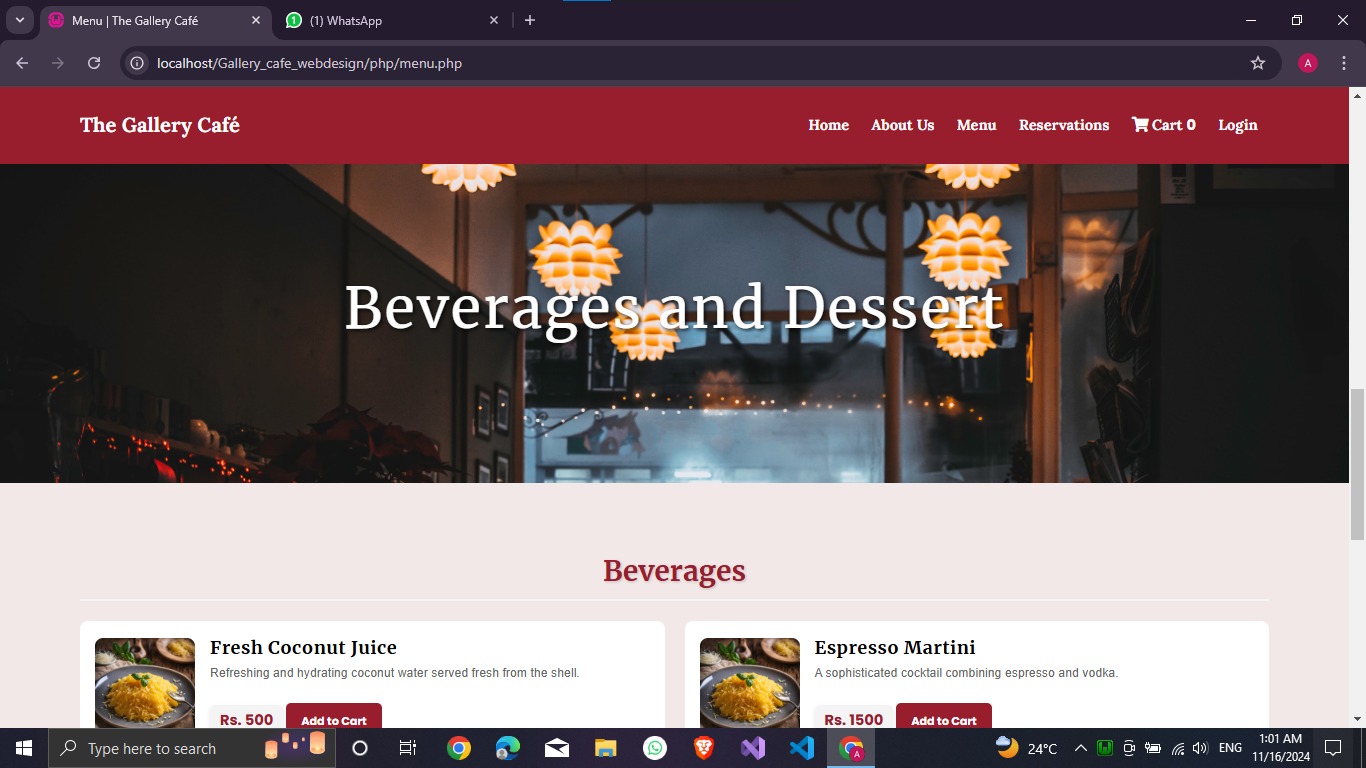 Menu | The Gallery Café
(1) WhatsApp
localhost/Gallery_cafe_webdesign/php/menu.php
A
The Gallery Café
Home About Us Menu Reservations Cart 0 Login
Beverages and Dessert
Beverages
Fresh Coconut Juice
Refreshing and hydrating coconut water served fresh from the shell.
Rs. 500 Add to Cart
Espresso Martini
A sophisticated cocktail combining espresso and vodka.
Rs. 1500 Add to Cart
Type here to search
24°C
ENG
1:01 AM
11/16/2024